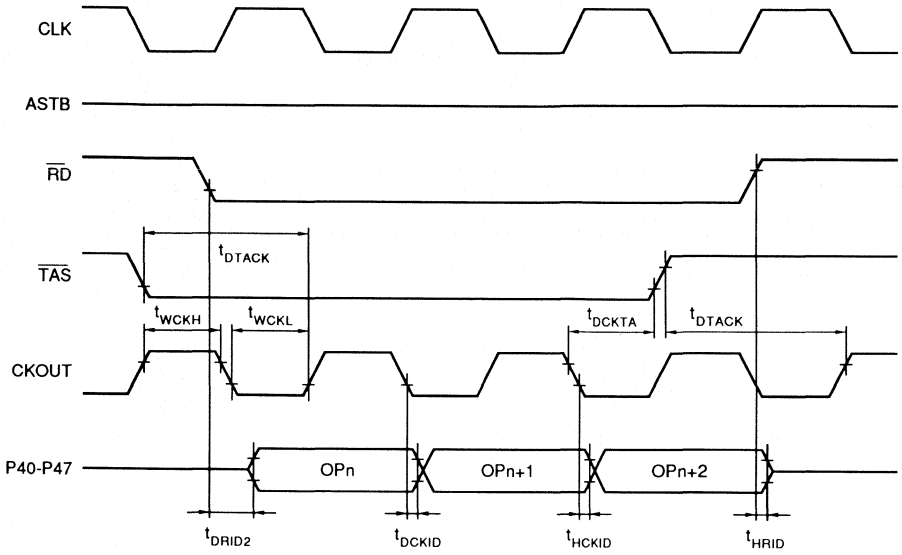 CLK
ASTB
RD
tDTACK
TAS
tWCKH tWCKL tDCKTA tDTACK
CKOUT
P40-P47 OPn OPn+1 OPn+2
tDRID2 tDCKID tHCKID tHRID